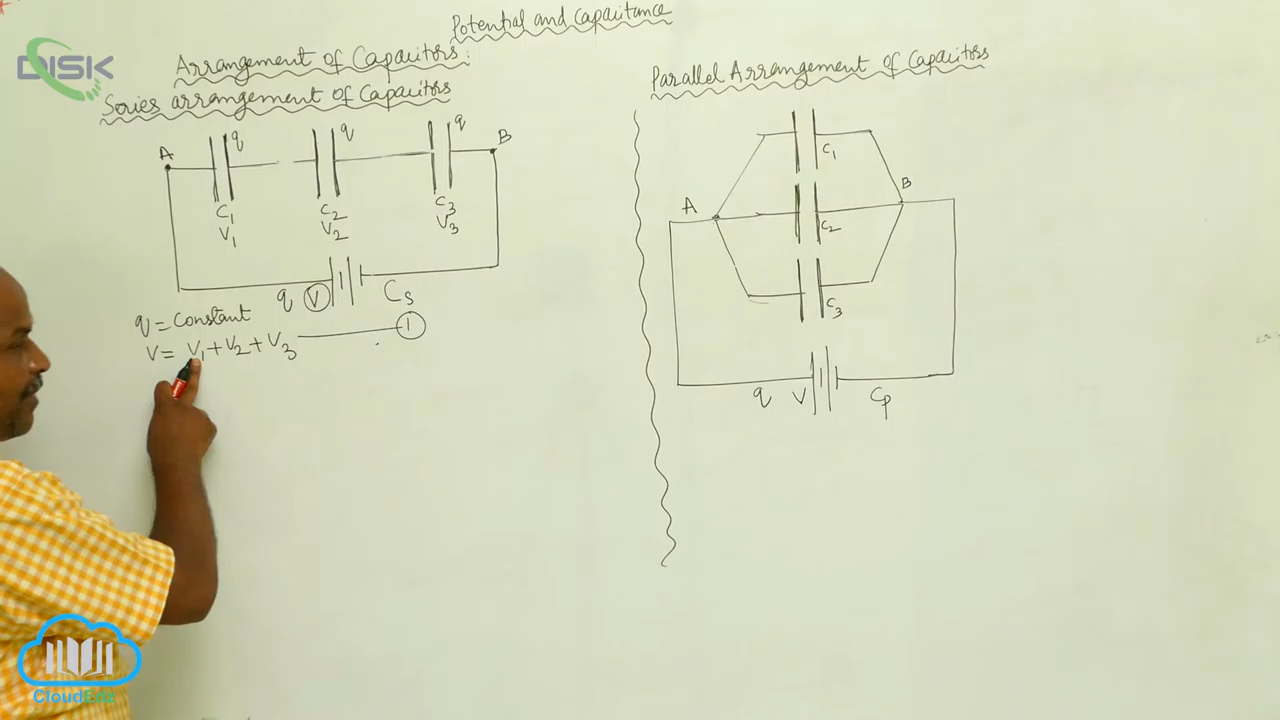 Potential and Capacitance
DISK
Arrangement of Capacitors:
Series arrangement of Capacitors
A
q
q
q
B
C1
C2
C3
V1
V2
V3
q V Cs
q = Constant
V = V1 + V2 + V3 1
Parallel Arrangement of Capacitors
C1
A
B
C2
C3
q V Cp
CloudEdz